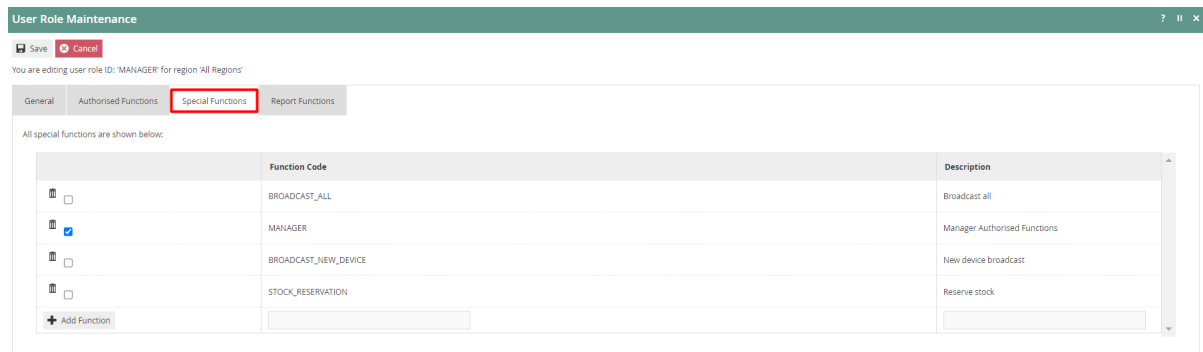 User Role Maintenance
Save Cancel
You are editing user role ID: 'MANAGER' for region 'All Regions'
General Authorised Functions Special Functions Report Functions
All special functions are shown below:
Function Code Description
BROADCAST_ALL Broadcast all
MANAGER Manager Authorised Functions
BROADCAST_NEW_DEVICE New device broadcast
STOCK_RESERVATION Reserve stock
Add Function